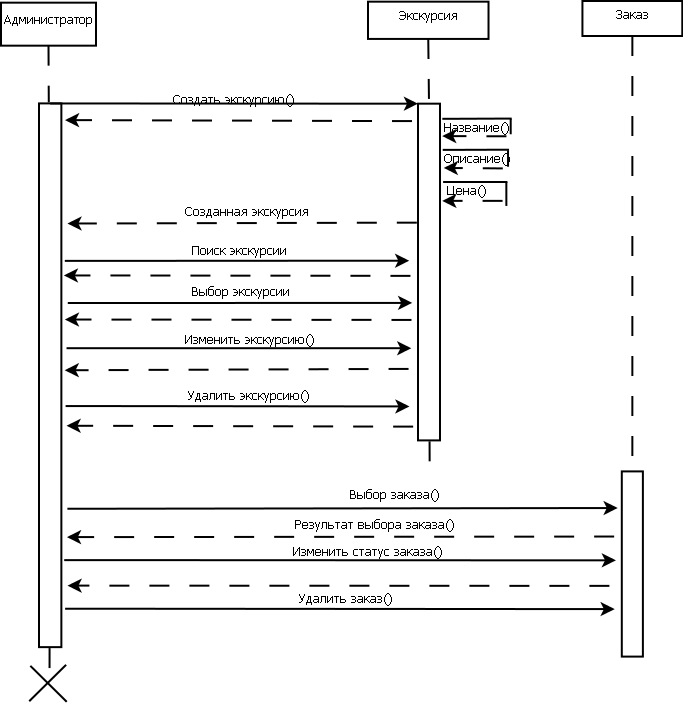 Администратор
Экскурсия
Заказ
Создать экскурсию()
Название()
Описание()
Цена()
Созданная экскурсия
Поиск экскурсии
Выбор экскурсии
Изменить экскурсию()
Удалить экскурсию()
Выбор заказа()
Результат выбора заказа()
Изменить статус заказа()
Удалить заказ()